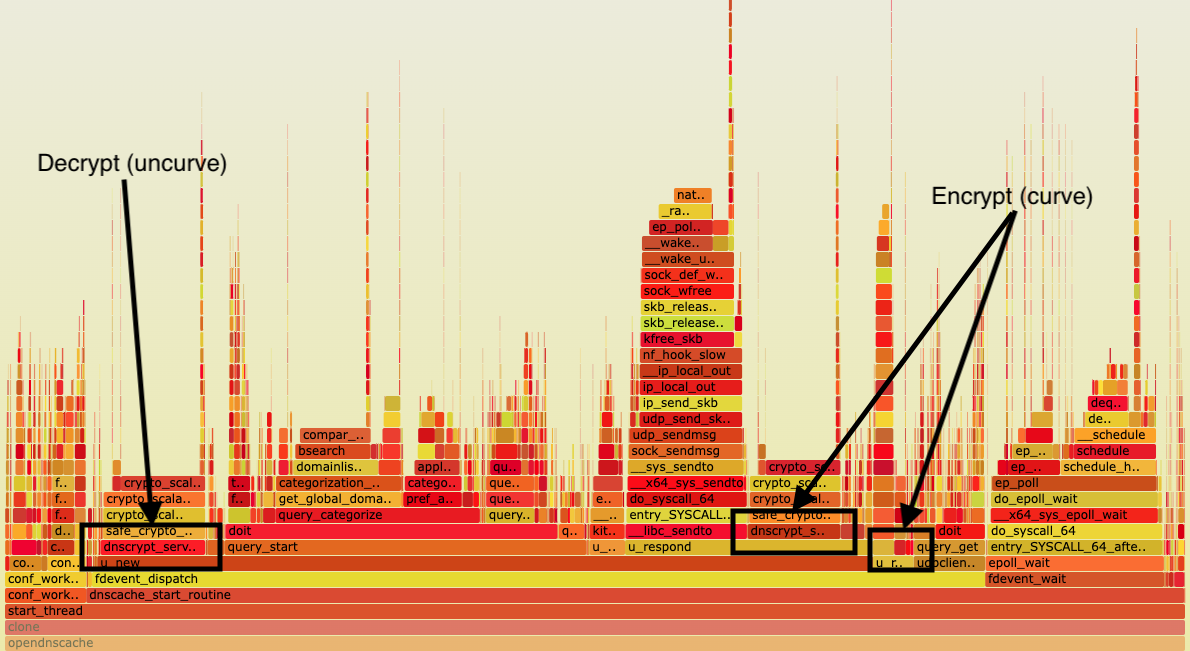 nat..
_ra..
Decrypt (uncurve)
Encrypt (curve)
ep_pol..
__wake..
__wake_u..
sock_def_w..
sock_wfree
skb_releas..
skb_release..
kfree_skb
nf_hook_slow
__ip_local_out
ip_local_out
ip_send_skb deq..
udp_send_sk.. de..
compar_.. udp_sendmsg __schedule
bsearch sock_sendmsg ep_.. schedule
domainlis.. appl.. qu.. __sys_sendto crypto_sc.. ep_.. schedule_h..
f.. crypto_scal.. t.. categorization_.. catego.. que.. __x64_sys_sendto crypto_sca.. ep_poll
f.. crypto_scala.. f.. get_global_doma.. pref_a.. que.. e.. do_syscall_64 crypto_scal.. do_epoll_wait
f.. crypto_scal.. query_categorize query.. __.. entry_SYSCALL.. safe_crypto.. __x64_sys_epoll_wait
d.. safe_crypto_.. doit q.. kit.. __libc_sendto dnscrypt_s.. doit do_syscall_64
c.. dnscrypt_serv.. query_start u_.. u_respond query_get entry_SYSCALL_64_afte..
co.. con.. u_new u_r.. udpclien.. epoll_wait
conf_work.. fdevent_dispatch fdevent_wait
conf_work.. dnscache_start_routine
start_thread
clone
opendnscache